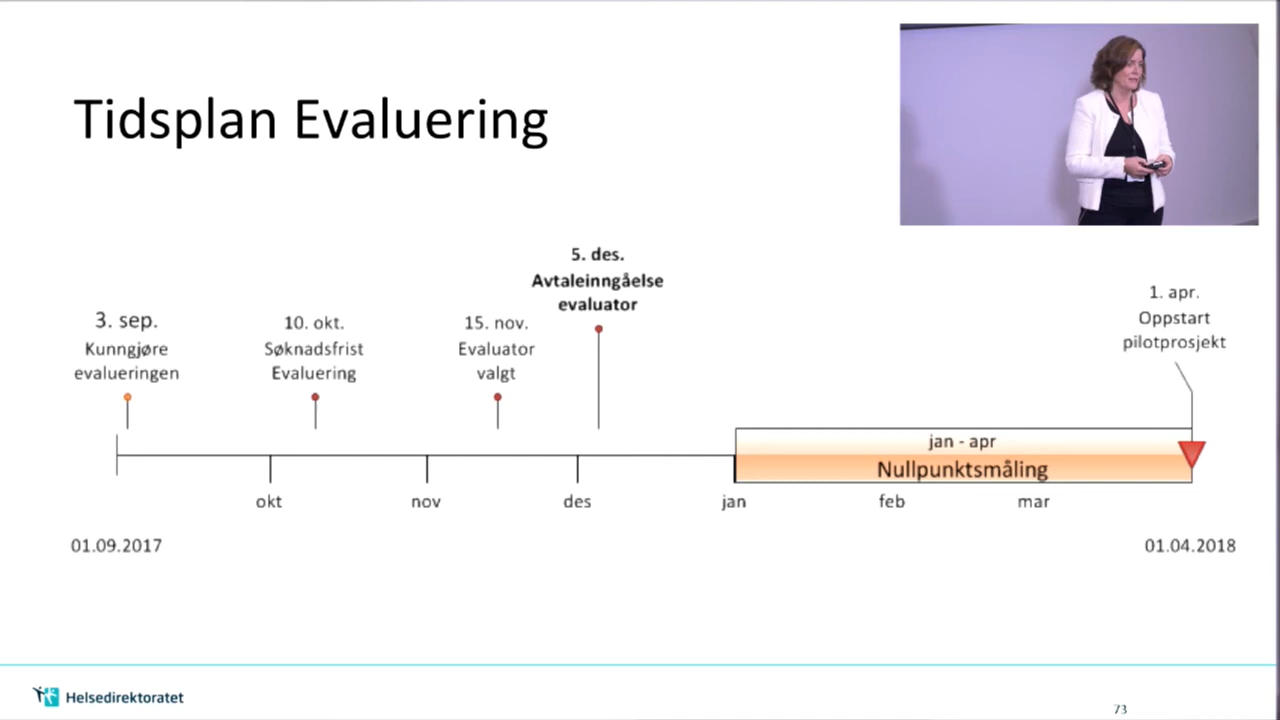 Tidsplan Evaluering
3. sep.
Kunngjøre
evalueringen
10. okt.
Søknadsfrist
Evaluering
15. nov.
Evaluator
valgt
5. des.
Avtaleinngåelse
evaluator
1. apr.
Oppstart
pilotprosjekt
jan - apr
Nullpunktsmåling
okt
nov
des
jan
feb
mar
01.09.2017
01.04.2018
Helsedirektoratet
73